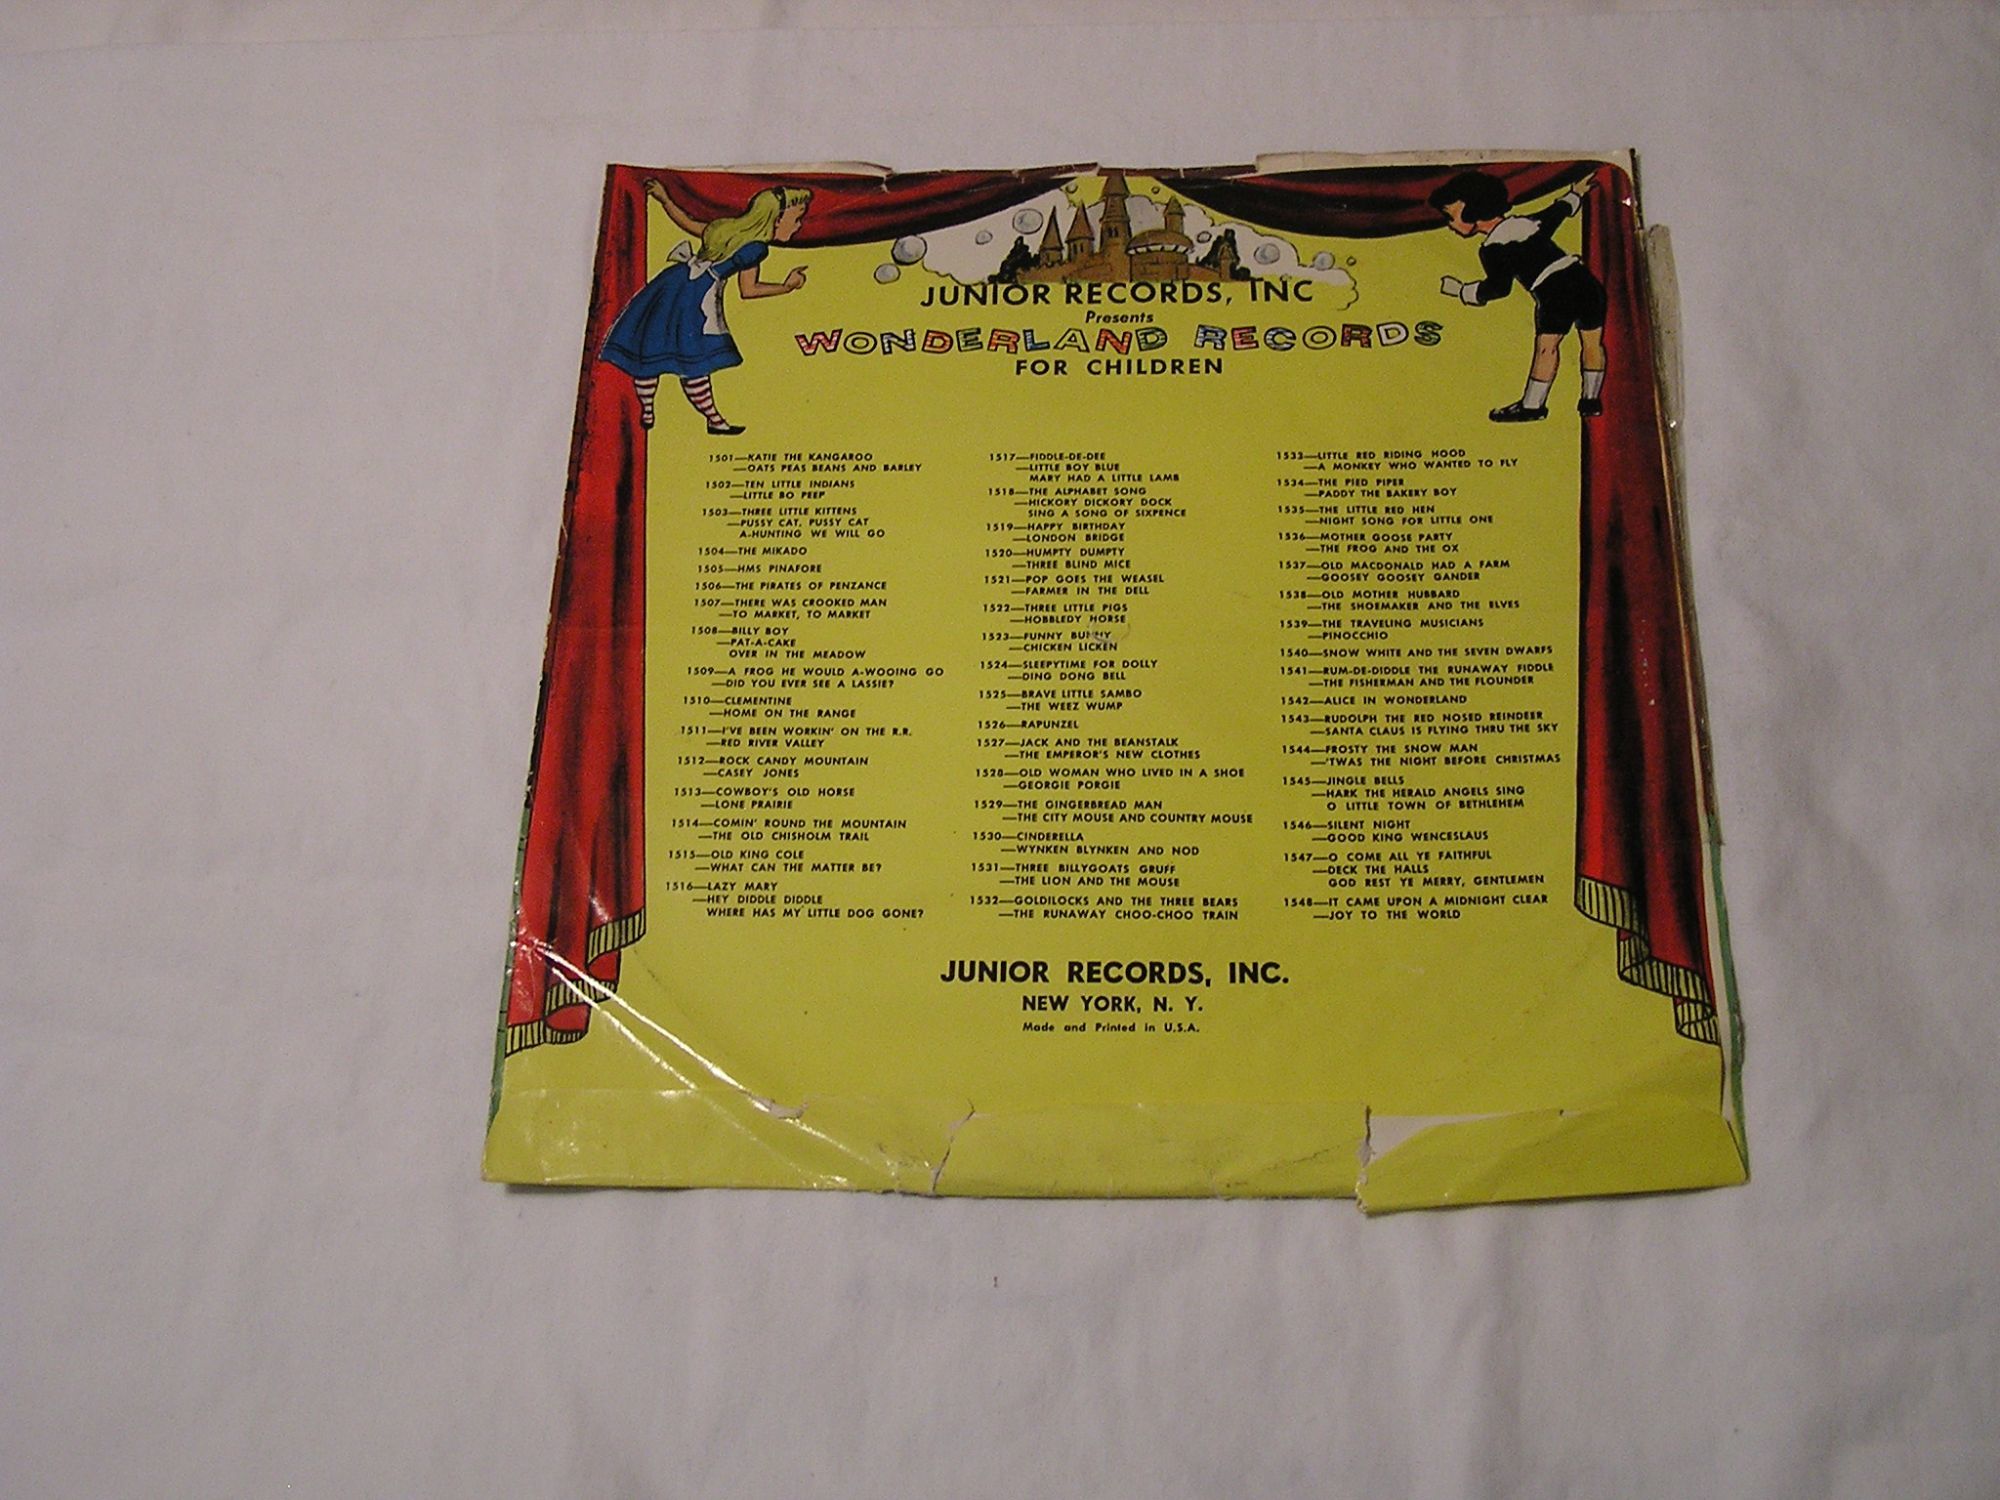 JUNIOR RECORDS, INC
Presents
WONDERLAND RECORDS
FOR CHILDREN
1501—KATIE THE KANGAROO
—OATS PEAS BEANS AND BARLEY
1502—TEN LITTLE INDIANS
—LITTLE BO PEEP
1503—THREE LITTLE KITTENS
—PUSSY CAT, PUSSY CAT
A-HUNTING WE WILL GO
1504—THE MIKADO
1505—HMS PINAFORE
1506—THE PIRATES OF PENZANCE
1507—THERE WAS CROOKED MAN
—TO MARKET, TO MARKET
1508—BILLY BOY
—PAT-A-CAKE
OVER IN THE MEADOW
1509—A FROG HE WOULD A-WOOING GO
—DID YOU EVER SEE A LASSIE?
1510—CLEMENTINE
—HOME ON THE RANGE
1511—I'VE BEEN WORKIN' ON THE R.R.
—RED RIVER VALLEY
1512—ROCK CANDY MOUNTAIN
—CASEY JONES
1513—COWBOY'S OLD HORSE
—LONE PRAIRIE
1514—COMIN' ROUND THE MOUNTAIN
—THE OLD CHISHOLM TRAIL
1515—OLD KING COLE
—WHAT CAN THE MATTER BE?
1516—LAZY MARY
—HEY DIDDLE DIDDLE
WHERE HAS MY LITTLE DOG GONE?
1517—FIDDLE-DE-DEE
—LITTLE BOY BLUE
MARY HAD A LITTLE LAMB
1518—THE ALPHABET SONG
—HICKORY DICKORY DOCK
SING A SONG OF SIXPENCE
1519—HAPPY BIRTHDAY
—LONDON BRIDGE
1520—HUMPTY DUMPTY
—THREE BLIND MICE
1521—POP GOES THE WEASEL
—FARMER IN THE DELL
1522—THREE LITTLE PIGS
—HOBBLEDY HORSE
1523—FUNNY BUNNY
—CHICKEN LICKEN
1524—SLEEPYTIME FOR DOLLY
—DING DONG BELL
1525—BRAVE LITTLE SAMBO
—THE WEEZ WUMP
1526—RAPUNZEL
1527—JACK AND THE BEANSTALK
—THE EMPEROR'S NEW CLOTHES
1528—OLD WOMAN WHO LIVED IN A SHOE
—GEORGIE PORGIE
1529—THE GINGERBREAD MAN
—THE CITY MOUSE AND COUNTRY MOUSE
1530—CINDERELLA
—WYNKEN BLYNKEN AND NOD
1531—THREE BILLYGOATS GRUFF
—THE LION AND THE MOUSE
1532—GOLDILOCKS AND THE THREE BEARS
—THE RUNAWAY CHOO-CHOO TRAIN
1533—LITTLE RED RIDING HOOD
—A MONKEY WHO WANTED TO FLY
1534—THE PIED PIPER
—PADDY THE BAKERY BOY
1535—THE LITTLE RED HEN
—NIGHT SONG FOR LITTLE ONE
1536—MOTHER GOOSE PARTY
—THE FROG AND THE OX
1537—OLD MACDONALD HAD A FARM
—GOOSEY GOOSEY GANDER
1538—OLD MOTHER HUBBARD
—THE SHOEMAKER AND THE ELVES
1539—THE TRAVELING MUSICIANS
—PINOCCHIO
1540—SNOW WHITE AND THE SEVEN DWARFS
1541—RUM-DE-DIDDLE THE RUNAWAY FIDDLE
—THE FISHERMAN AND THE FLOUNDER
1542—ALICE IN WONDERLAND
1543—RUDOLPH THE RED NOSED REINDEER
—SANTA CLAUS IS FLYING THRU THE SKY
1544—FROSTY THE SNOW MAN
—'TWAS THE NIGHT BEFORE CHRISTMAS
1545—JINGLE BELLS
—HARK THE HERALD ANGELS SING
O LITTLE TOWN OF BETHLEHEM
1546—SILENT NIGHT
—GOOD KING WENCESLAUS
1547—O COME ALL YE FAITHFUL
—DECK THE HALLS
GOD REST YE MERRY, GENTLEMEN
1548—IT CAME UPON A MIDNIGHT CLEAR
—JOY TO THE WORLD
JUNIOR RECORDS, INC.
NEW YORK, N. Y.
Made and Printed in U.S.A.